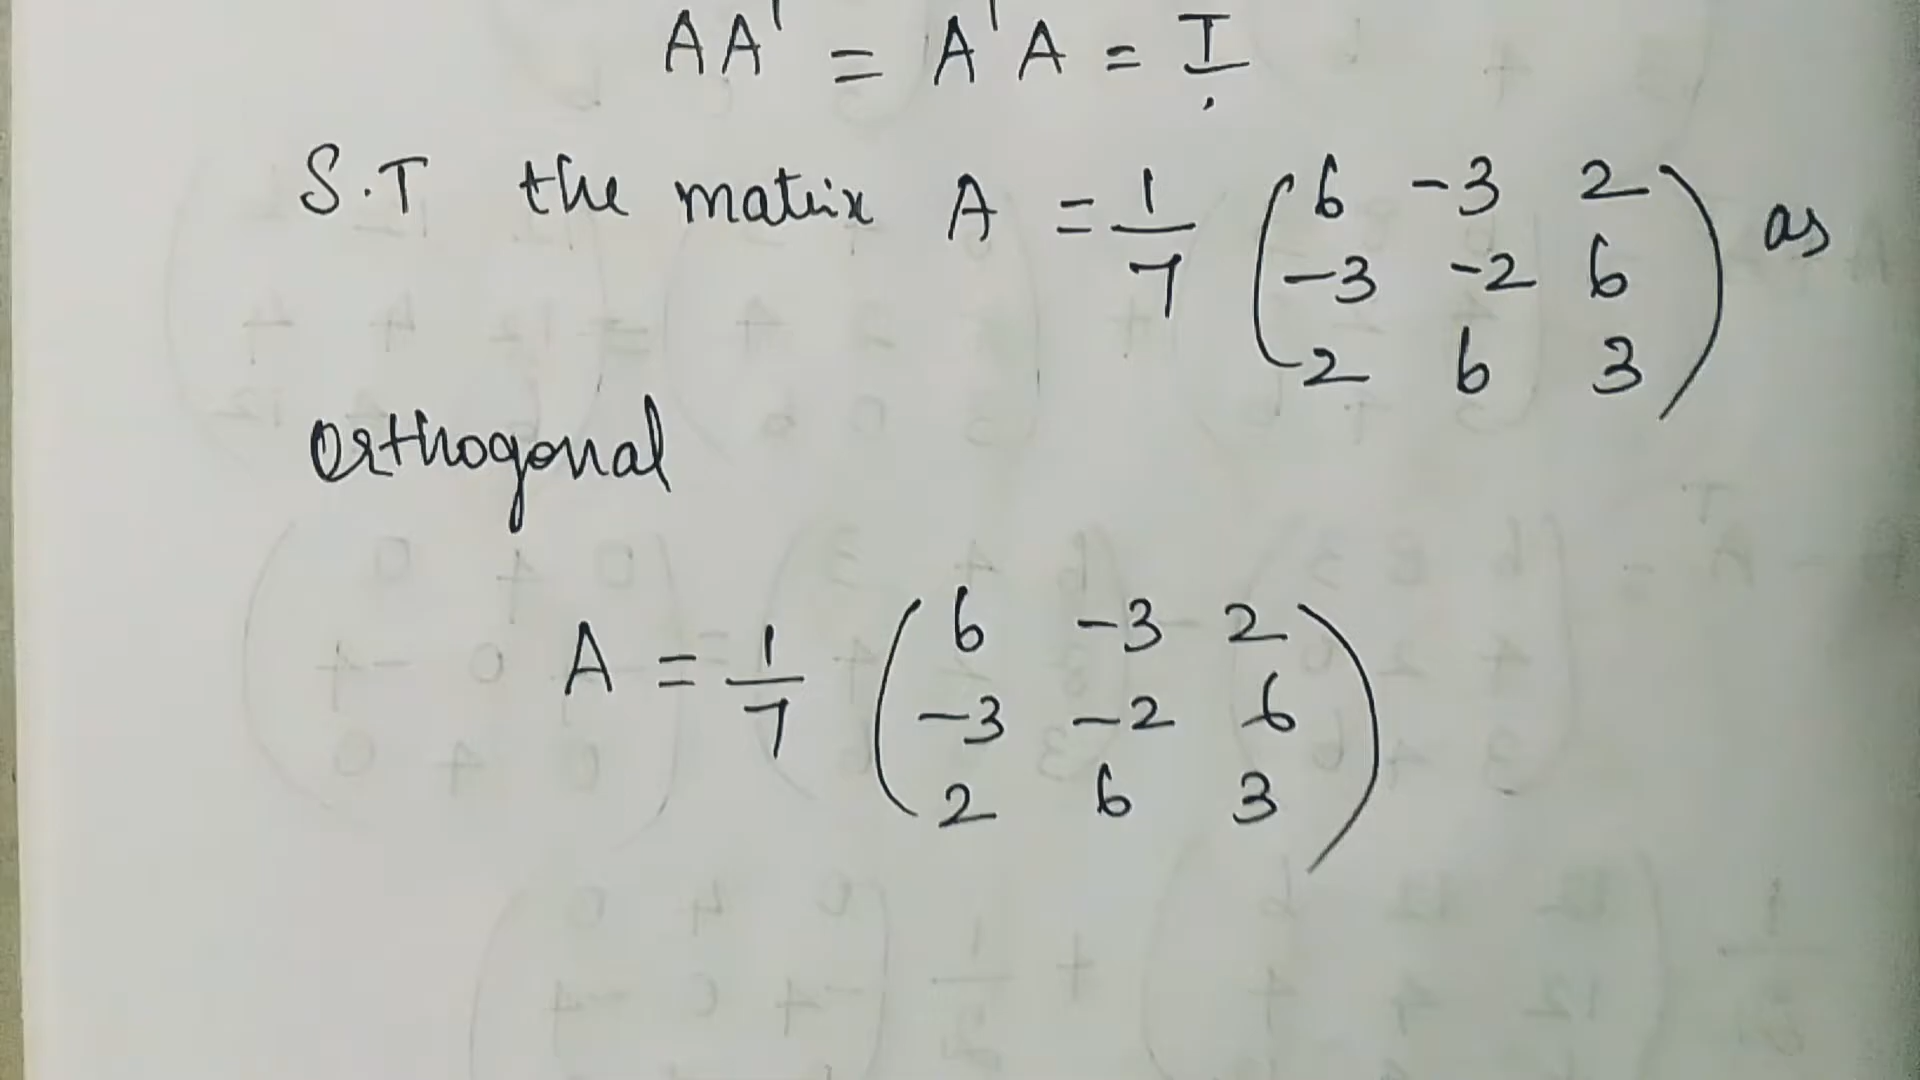 AA' = A'A = I.
S.T the matrix A = 1/7 (6 -3 2
-3 -2 6
2 6 3) as
Orthogonal
A = 1/7 (6 -3 2
-3 -2 6
2 6 3)